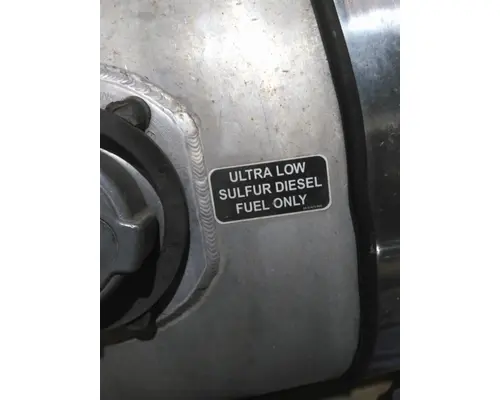 ULTRA LOW
SULFUR DIESEL
FUEL ONLY